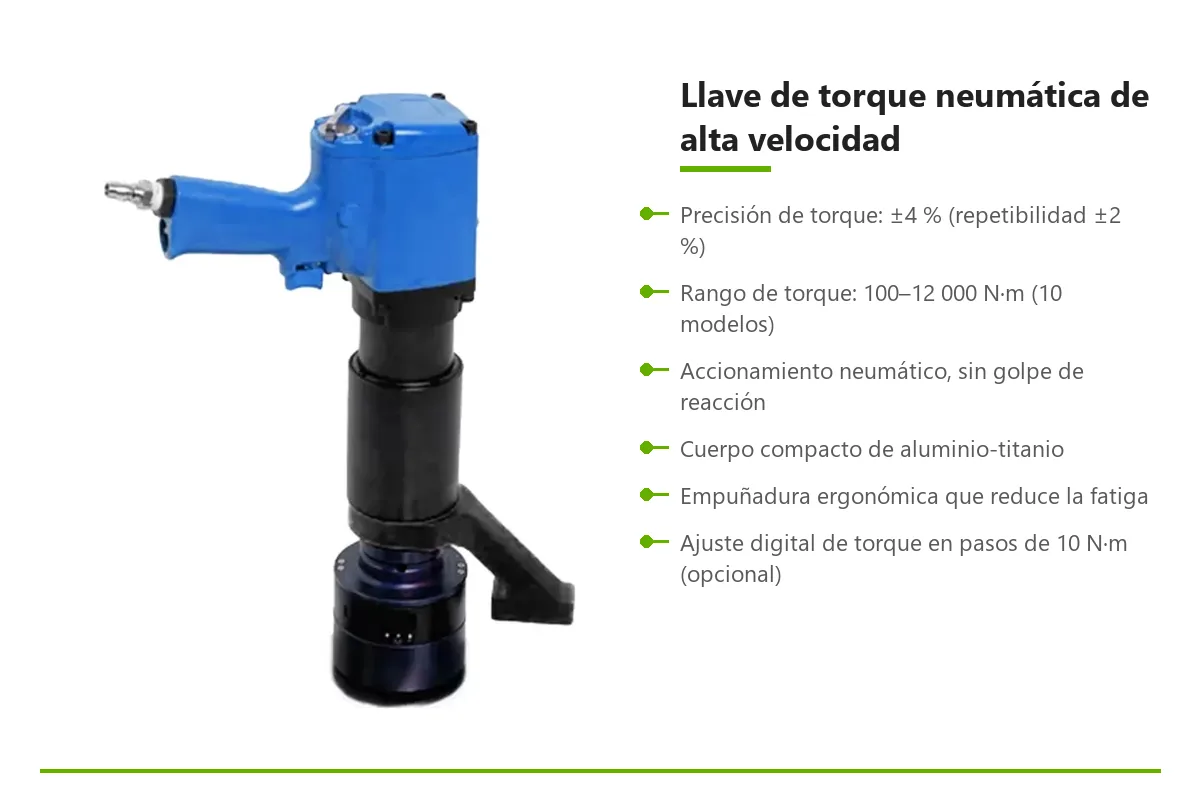 Llave de torque neumática de
alta velocidad
Precisión de torque: ±4 % (repetibilidad ±2
%)
Rango de torque: 100–12 000 N·m (10
modelos)
Accionamiento neumático, sin golpe de
reacción
Cuerpo compacto de aluminio-titanio
Empuñadura ergonómica que reduce la fatiga
Ajuste digital de torque en pasos de 10 N·m
(opcional)